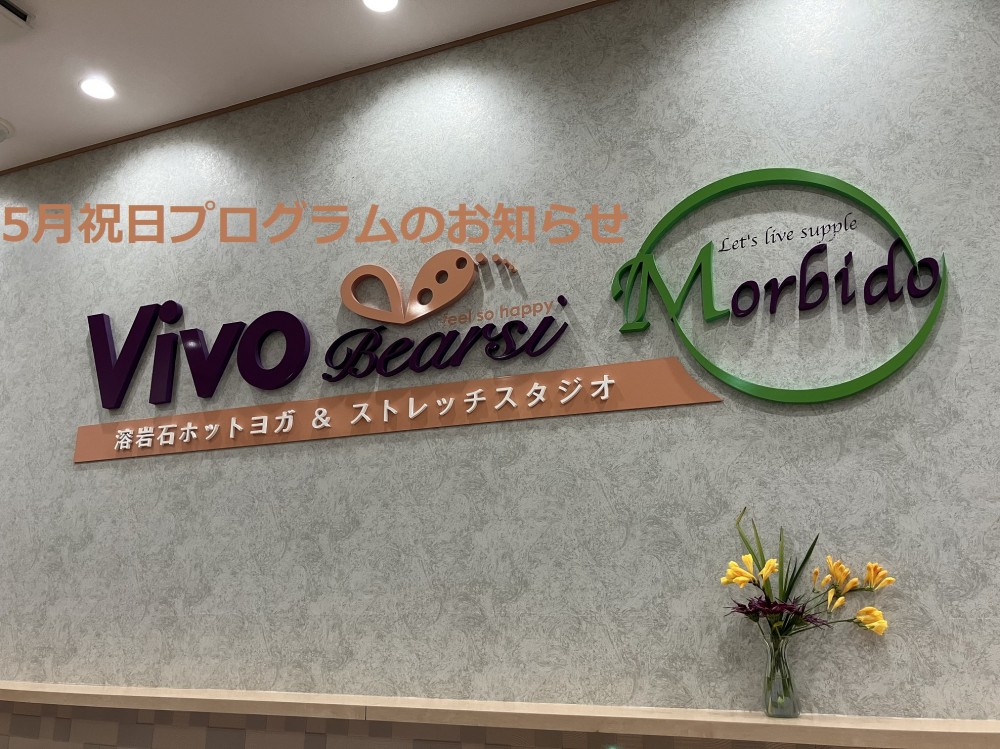 5月祝日プログラムのお知らせ
Vivo
feel so happy
Bearsi
溶岩石ホットヨガ & ストレッチスタジオ
Let's live supple
Morbido